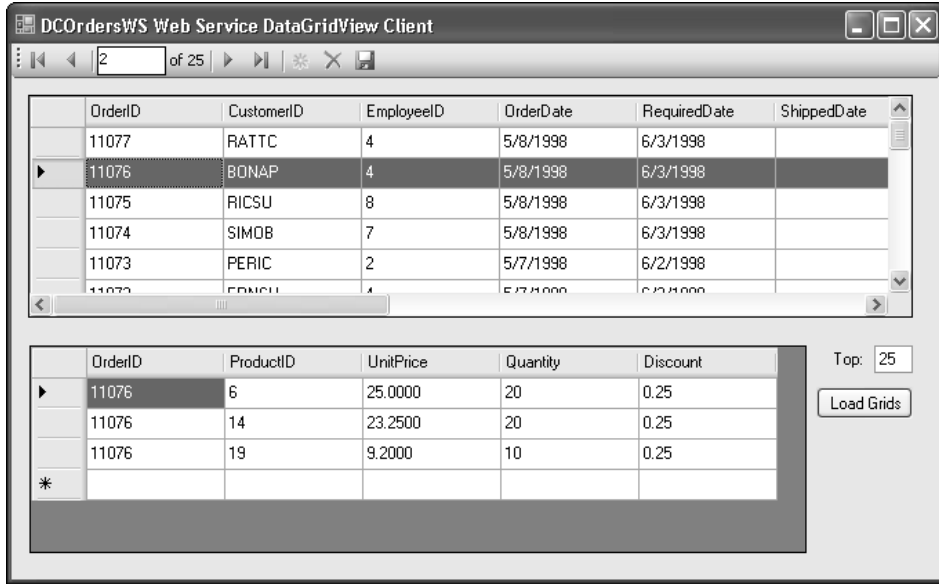 DCOrdersWS Web Service DataGridView Client
2 of 25
OrderID CustomerID EmployeeID OrderDate RequiredDate ShippedDate
11077 RATTC 4 5/8/1998 6/3/1998
11076 BONAP 4 5/8/1998 6/3/1998
11075 RICSU 8 5/8/1998 6/3/1998
11074 SIMOB 7 5/8/1998 6/3/1998
11073 PERIC 2 5/7/1998 6/2/1998
OrderID ProductID UnitPrice Quantity Discount
Top: 25
11076 6 25.0000 20 0.25
Load Grids
11076 14 23.2500 20 0.25
11076 19 9.2000 10 0.25